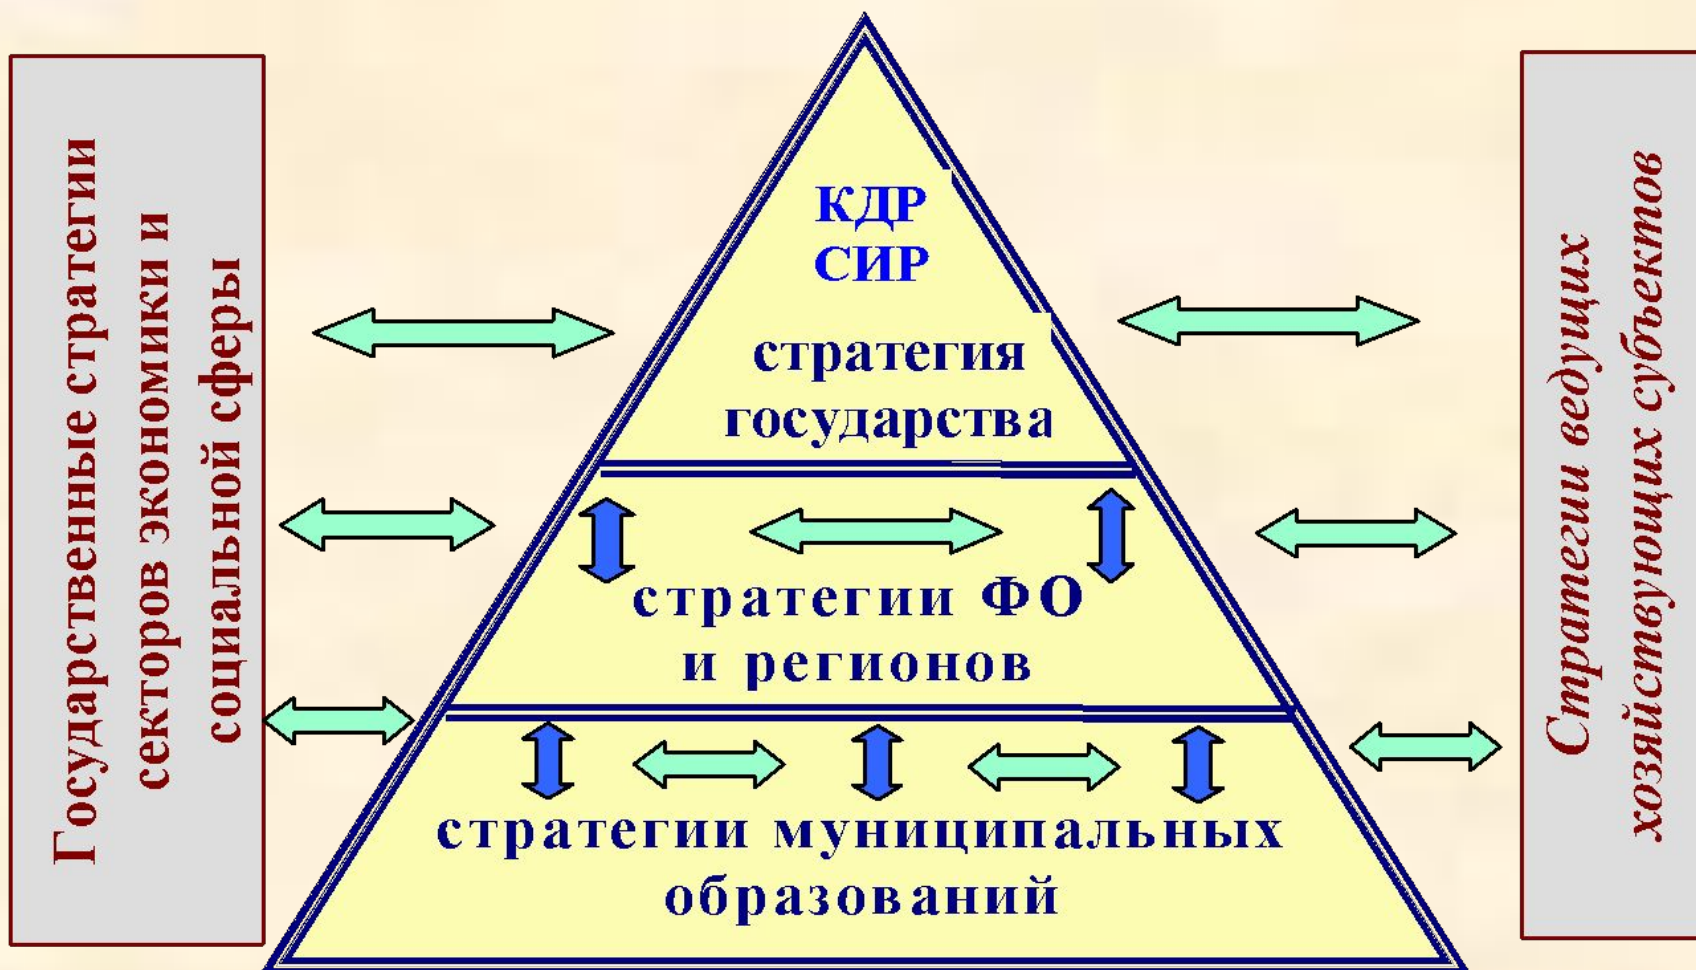 Государственные стратегии
секторов экономики и
социальной сферы
КДР
СИР
стратегия
государства
стратегии ФО
и регионов
стратегии муниципальных
образований
Стратегии ведущих
хозяйствующих субъектов